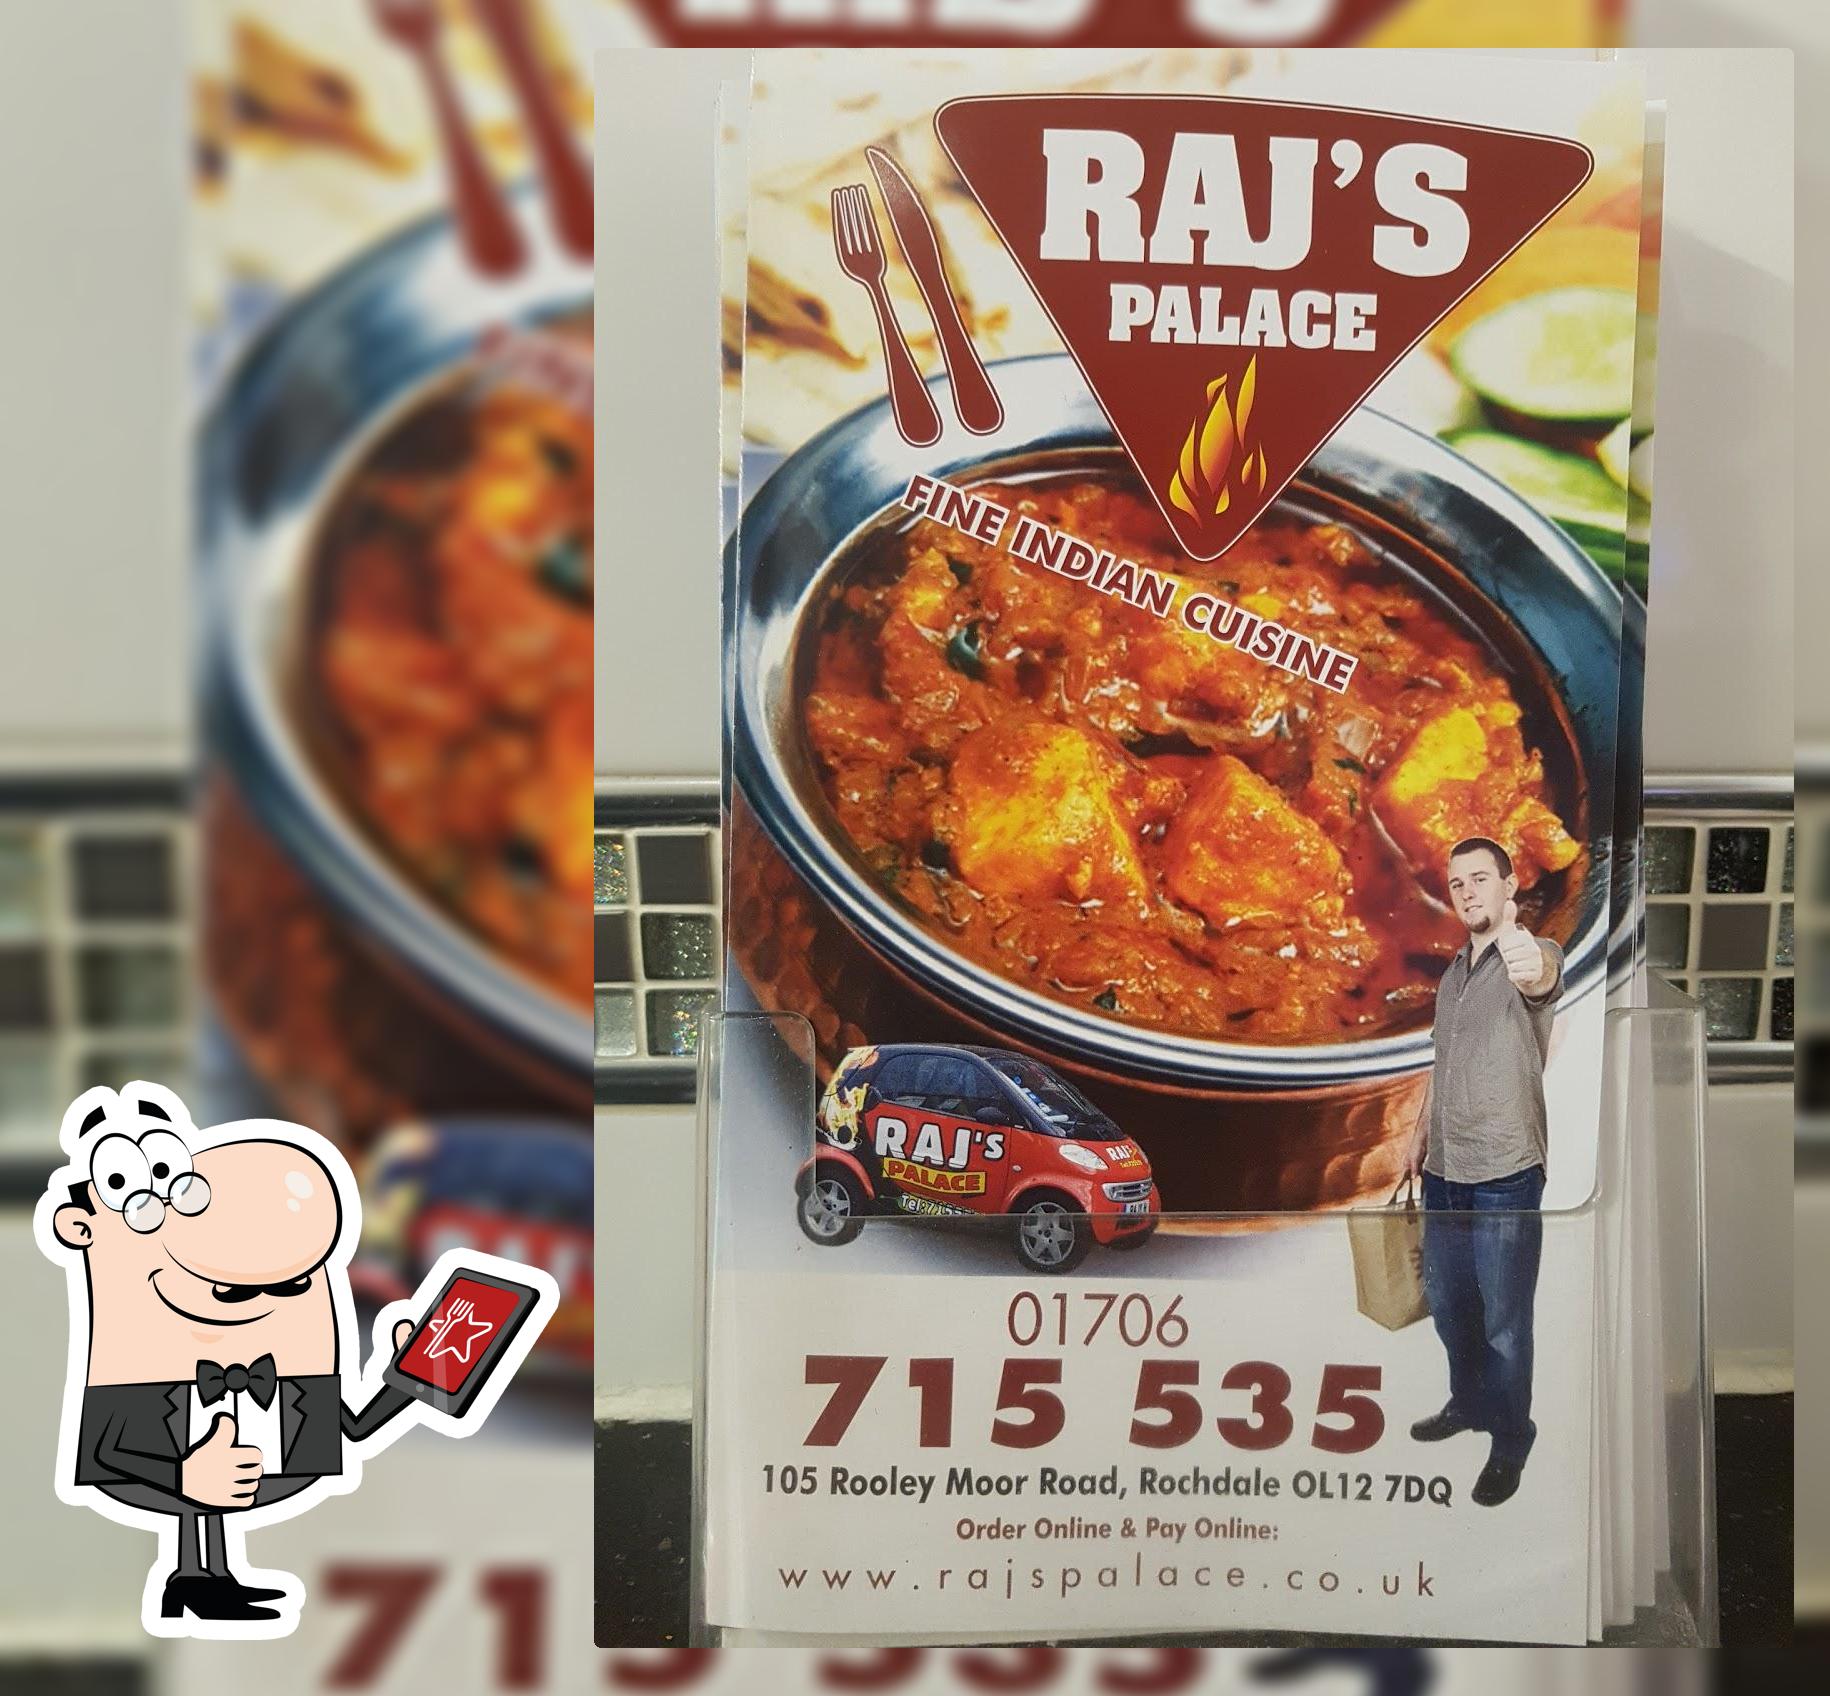 RAJ'S
PALACE
FINE INDIAN CUISINE
RAJ'S
PALACE
RAJ'S
01706
715 535
105 Rooley Moor Road, Rochdale OL12 7DQ
Order Online & Pay Online:
www.rajspalace.co.uk